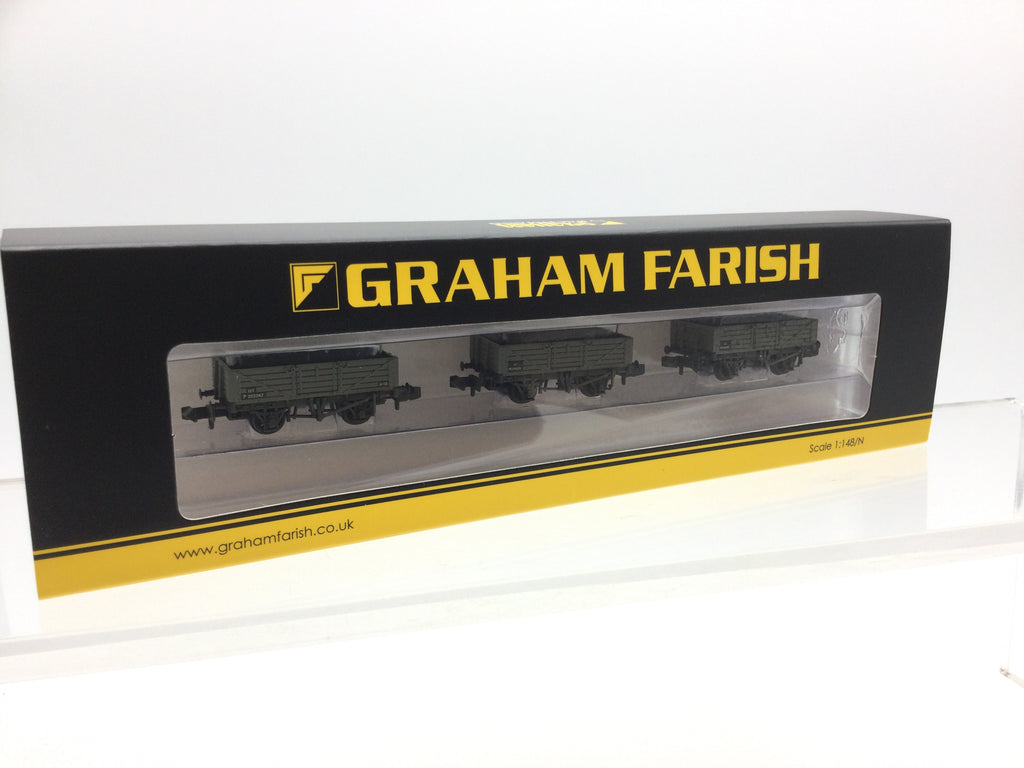 GRAHAM FARISH
Scale 1:148/N
www.grahamfarish.co.uk